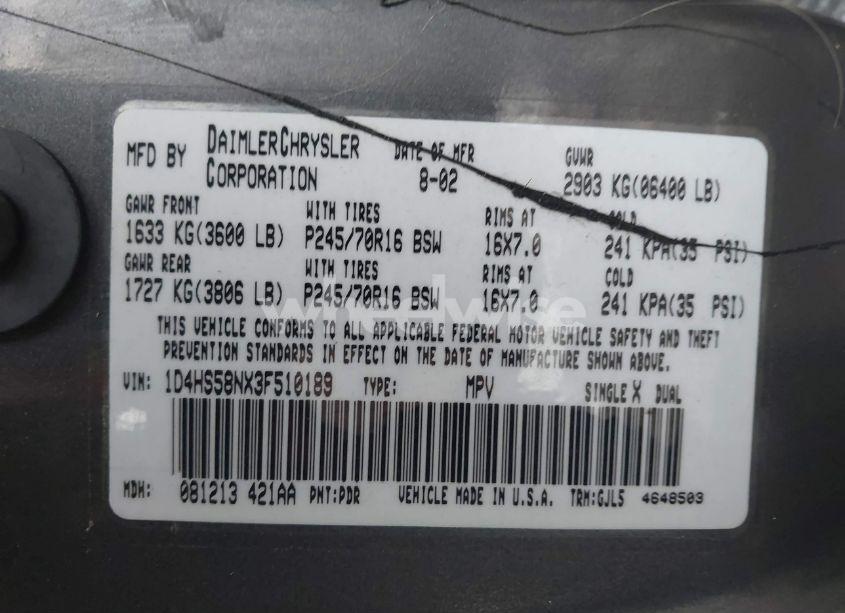 MFD BY DAIMLERCHRYSLER CORPORATION DATE OF MFR 8-02 GVWR 2903 KG(06400 LB)
GAWR FRONT WITH TIRES RIMS AT COLD
1633 KG(3600 LB) P245/70R16 BSW 16X7.0 241 KPA(35 PSI)
GAWR REAR WITH TIRES RIMS AT COLD
1727 KG(3806 LB) P245/70R16 BSW 16X7.0 241 KPA(35 PSI)
wheelwise
THIS VEHICLE CONFORMS TO ALL APPLICABLE FEDERAL MOTOR VEHICLE SAFETY AND THEFT
PREVENTION STANDARDS IN EFFECT ON THE DATE OF MANUFACTURE SHOWN ABOVE.
VIN: 1D4HS58NX3F510189 TYPE: MPV SINGLE X DUAL
MDH: 081213 421AA PNT:PDR VEHICLE MADE IN U.S.A. TRM:GJL5 4648503